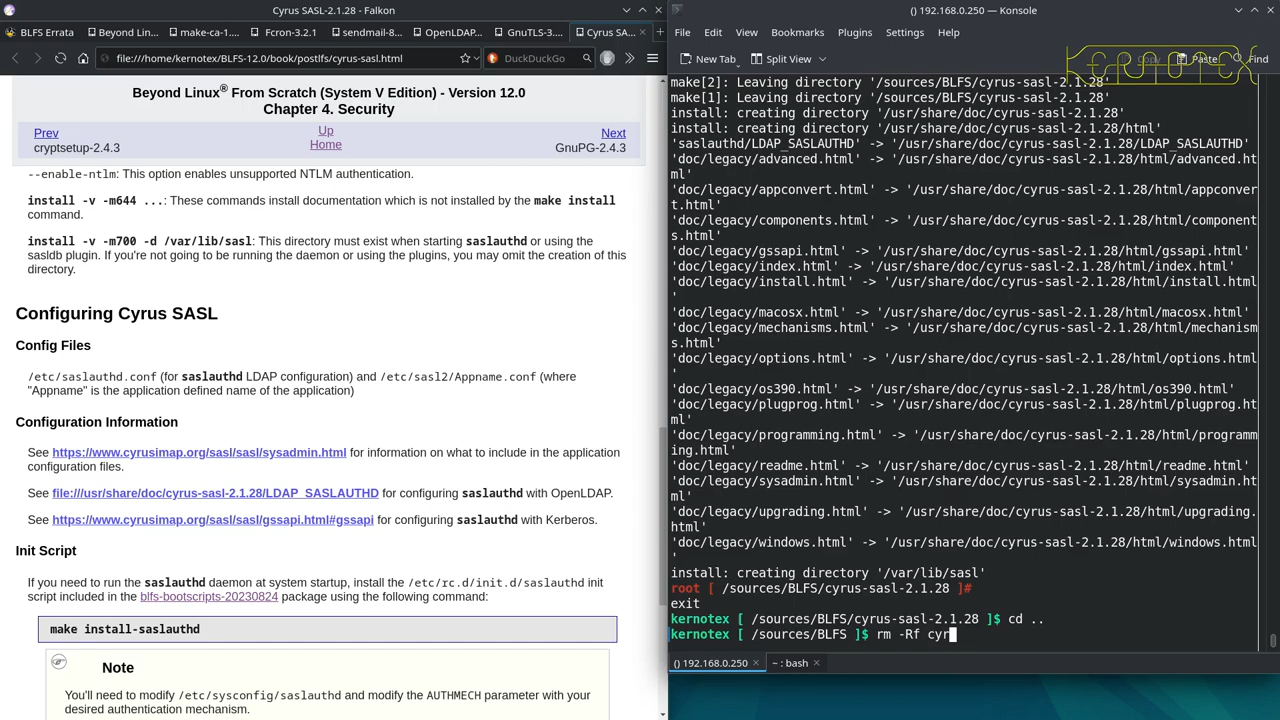 Cyrus SASL-2.1.28 - Falkon
BLFS Errata
Beyond Lin...
make-ca-1....
Fcron-3.2.1
sendmail-8...
OpenLDAP...
GnuTLS-3....
Cyrus SA...
file:///home/kernotex/BLFS-12.0/book/postlfs/cyrus-sasl.html
DuckDuckGo
Beyond Linux® From Scratch (System V Edition) - Version 12.0
Chapter 4. Security
Prev
Up
Next
cryptsetup-2.4.3
Home
GnuPG-2.4.3
--enable-ntlm: This option enables unsupported NTLM authentication.
install -v -m644 ...: These commands install documentation which is not installed by the make install
command.
install -v -m700 -d /var/lib/sasl: This directory must exist when starting saslauthd or using the
sasldb plugin. If you're not going to be running the daemon or using the plugins, you may omit the creation of this
directory.
Configuring Cyrus SASL
Config Files
/etc/saslauthd.conf (for saslauthd LDAP configuration) and /etc/sasl2/Appname.conf (where
"Appname" is the application defined name of the application)
Configuration Information
See https://www.cyrusimap.org/sasl/sasl/sysadmin.html for information on what to include in the application
configuration files.
See file:///usr/share/doc/cyrus-sasl-2.1.28/LDAP_SASLAUTHD for configuring saslauthd with OpenLDAP.
See https://www.cyrusimap.org/sasl/sasl/gssapi.html#gssapi for configuring saslauthd with Kerberos.
Init Script
If you need to run the saslauthd daemon at system startup, install the /etc/rc.d/init.d/saslauthd init
script included in the blfs-bootscripts-20230824 package using the following command:
make install-saslauthd
Note
You'll need to modify /etc/sysconfig/saslauthd and modify the AUTHMECH parameter with your
desired authentication mechanism.
() 192.168.0.250 — Konsole
File Edit View Bookmarks Plugins Settings Help
New Tab
Split View
Copy
Paste
Find
KERNOTEX
make[2]: Leaving directory '/sources/BLFS/cyrus-sasl-2.1.28'
make[1]: Leaving directory '/sources/BLFS/cyrus-sasl-2.1.28'
install: creating directory '/usr/share/doc/cyrus-sasl-2.1.28'
install: creating directory '/usr/share/doc/cyrus-sasl-2.1.28/html'
'saslauthd/LDAP_SASLAUTHD' -> '/usr/share/doc/cyrus-sasl-2.1.28/LDAP_SASLAUTHD'
'doc/legacy/advanced.html' -> '/usr/share/doc/cyrus-sasl-2.1.28/html/advanced.ht
ml'
'doc/legacy/appconvert.html' -> '/usr/share/doc/cyrus-sasl-2.1.28/html/appconver
t.html'
'doc/legacy/components.html' -> '/usr/share/doc/cyrus-sasl-2.1.28/html/component
s.html'
'doc/legacy/gssapi.html' -> '/usr/share/doc/cyrus-sasl-2.1.28/html/gssapi.html'
'doc/legacy/index.html' -> '/usr/share/doc/cyrus-sasl-2.1.28/html/index.html'
'doc/legacy/install.html' -> '/usr/share/doc/cyrus-sasl-2.1.28/html/install.html
'
'doc/legacy/macosx.html' -> '/usr/share/doc/cyrus-sasl-2.1.28/html/macosx.html'
'doc/legacy/mechanisms.html' -> '/usr/share/doc/cyrus-sasl-2.1.28/html/mechanism
s.html'
'doc/legacy/options.html' -> '/usr/share/doc/cyrus-sasl-2.1.28/html/options.html
'
'doc/legacy/os390.html' -> '/usr/share/doc/cyrus-sasl-2.1.28/html/os390.html'
'doc/legacy/plugprog.html' -> '/usr/share/doc/cyrus-sasl-2.1.28/html/plugprog.ht
ml'
'doc/legacy/programming.html' -> '/usr/share/doc/cyrus-sasl-2.1.28/html/programm
ing.html'
'doc/legacy/readme.html' -> '/usr/share/doc/cyrus-sasl-2.1.28/html/readme.html'
'doc/legacy/sysadmin.html' -> '/usr/share/doc/cyrus-sasl-2.1.28/html/sysadmin.ht
ml'
'doc/legacy/upgrading.html' -> '/usr/share/doc/cyrus-sasl-2.1.28/html/upgrading.
html'
'doc/legacy/windows.html' -> '/usr/share/doc/cyrus-sasl-2.1.28/html/windows.html
'
install: creating directory '/var/lib/sasl'
root [ /sources/BLFS/cyrus-sasl-2.1.28 ]#
exit
kernotex [ /sources/BLFS/cyrus-sasl-2.1.28 ]$ cd ..
kernotex [ /sources/BLFS ]$ rm -Rf cyr
() 192.168.0.250
~ : bash